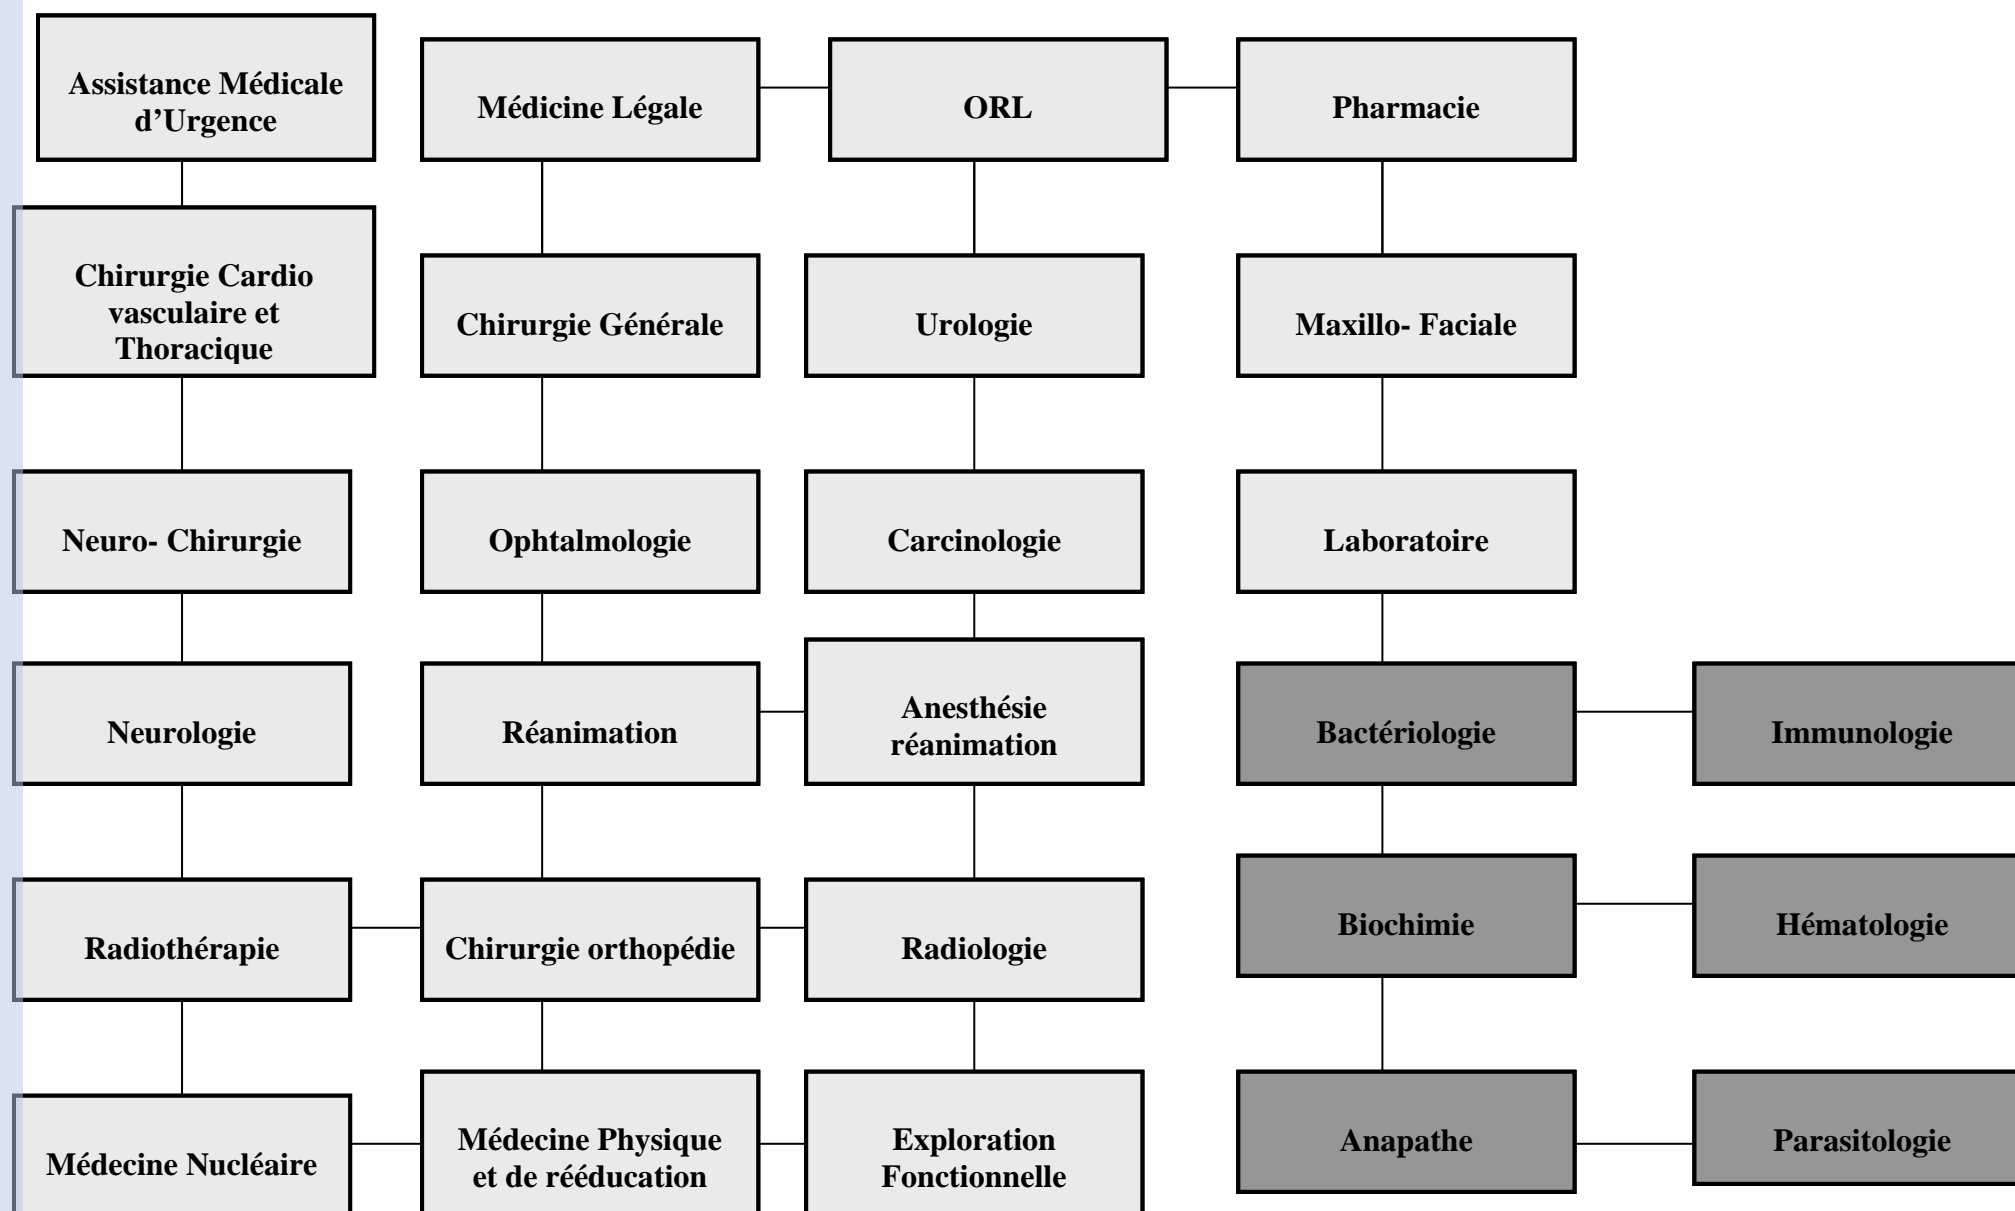 Assistance Médicale
d’Urgence
Médicine Légale
ORL
Pharmacie
Chirurgie Cardio
vasculaire et
Thoracique
Chirurgie Générale
Urologie
Maxillo- Faciale
Neuro- Chirurgie
Ophtalmologie
Carcinologie
Laboratoire
Neurologie
Réanimation
Anesthésie
réanimation
Bactériologie
Immunologie
Radiothérapie
Chirurgie orthopédie
Radiologie
Biochimie
Hématologie
Médecine Nucléaire
Médecine Physique
et de rééducation
Exploration
Fonctionnelle
Anapathe
Parasitologie